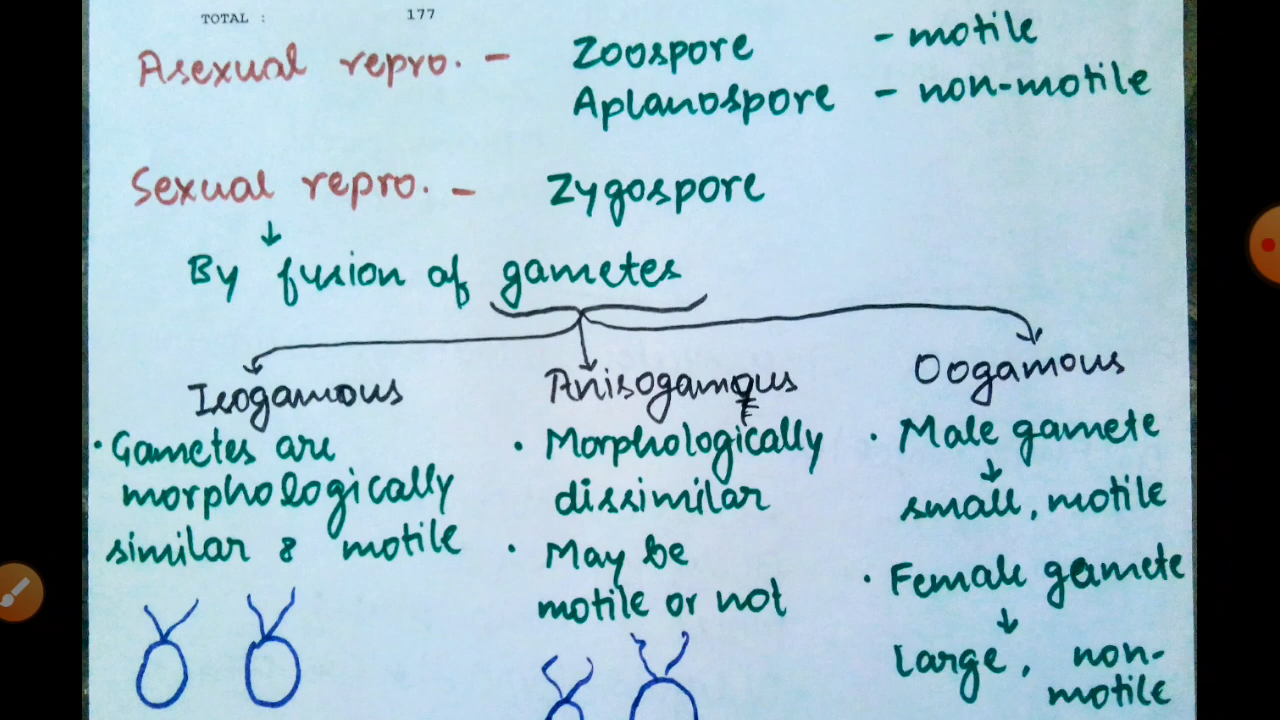 TOTAL : 177
Asexual repro. - Zoospore - motile
Aplanospore - non-motile
Sexual repro. - Zygospore
↓
By fusion of gametes
Isogamous
Anisogamous
Oogamous
• Gametes are
morphologically
similar & motile
• Morphologically
dissimilar
• May be
motile or not
• Male gamete
↓
small, motile
• Female gamete
↓
large, non-
motile